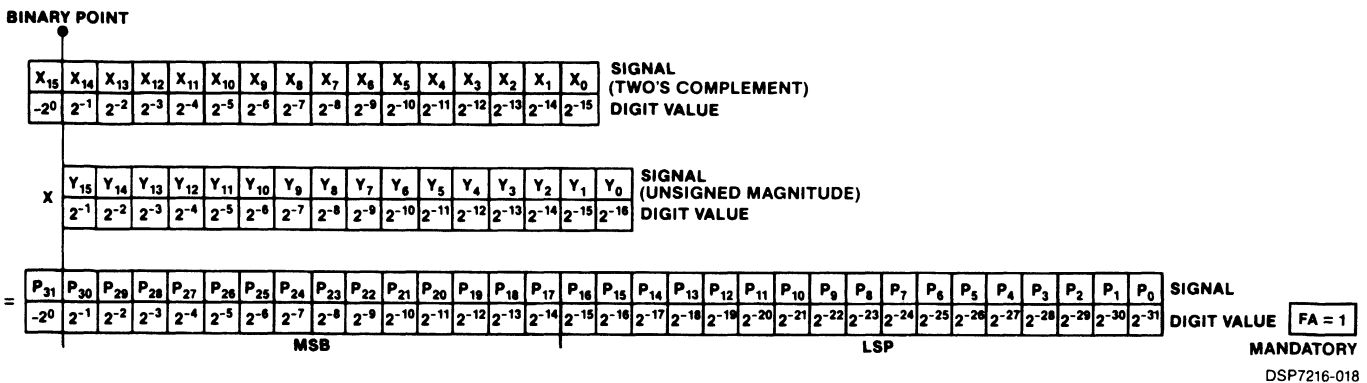 BINARY POINT
X₁₅ X₁₄ X₁₃ X₁₂ X₁₁ X₁₀ X₉ X₈ X₇ X₆ X₅ X₄ X₃ X₂ X₁ X₀ SIGNAL
(TWO'S COMPLEMENT)
-2⁰ 2⁻¹ 2⁻² 2⁻³ 2⁻⁴ 2⁻⁵ 2⁻⁶ 2⁻⁷ 2⁻⁸ 2⁻⁹ 2⁻¹⁰ 2⁻¹¹ 2⁻¹² 2⁻¹³ 2⁻¹⁴ 2⁻¹⁵ DIGIT VALUE
X Y₁₅ Y₁₄ Y₁₃ Y₁₂ Y₁₁ Y₁₀ Y₉ Y₈ Y₇ Y₆ Y₅ Y₄ Y₃ Y₂ Y₁ Y₀ SIGNAL
(UNSIGNED MAGNITUDE)
2⁻¹ 2⁻² 2⁻³ 2⁻⁴ 2⁻⁵ 2⁻⁶ 2⁻⁷ 2⁻⁸ 2⁻⁹ 2⁻¹⁰ 2⁻¹¹ 2⁻¹² 2⁻¹³ 2⁻¹⁴ 2⁻¹⁵ 2⁻¹⁶ DIGIT VALUE
= P₃₁ P₃₀ P₂₉ P₂₈ P₂₇ P₂₆ P₂₅ P₂₄ P₂₃ P₂₂ P₂₁ P₂₀ P₁₉ P₁₈ P₁₇ P₁₆ P₁₅ P₁₄ P₁₃ P₁₂ P₁₁ P₁₀ P₉ P₈ P₇ P₆ P₅ P₄ P₃ P₂ P₁ P₀ SIGNAL
-2⁰ 2⁻¹ 2⁻² 2⁻³ 2⁻⁴ 2⁻⁵ 2⁻⁶ 2⁻⁷ 2⁻⁸ 2⁻⁹ 2⁻¹⁰ 2⁻¹¹ 2⁻¹² 2⁻¹³ 2⁻¹⁴ 2⁻¹⁵ 2⁻¹⁶ 2⁻¹⁷ 2⁻¹⁸ 2⁻¹⁹ 2⁻²⁰ 2⁻²¹ 2⁻²² 2⁻²³ 2⁻²⁴ 2⁻²⁵ 2⁻²⁶ 2⁻²⁷ 2⁻²⁸ 2⁻²⁹ 2⁻³⁰ 2⁻³¹ DIGIT VALUE FA = 1
MSB LSP MANDATORY
DSP7216-018